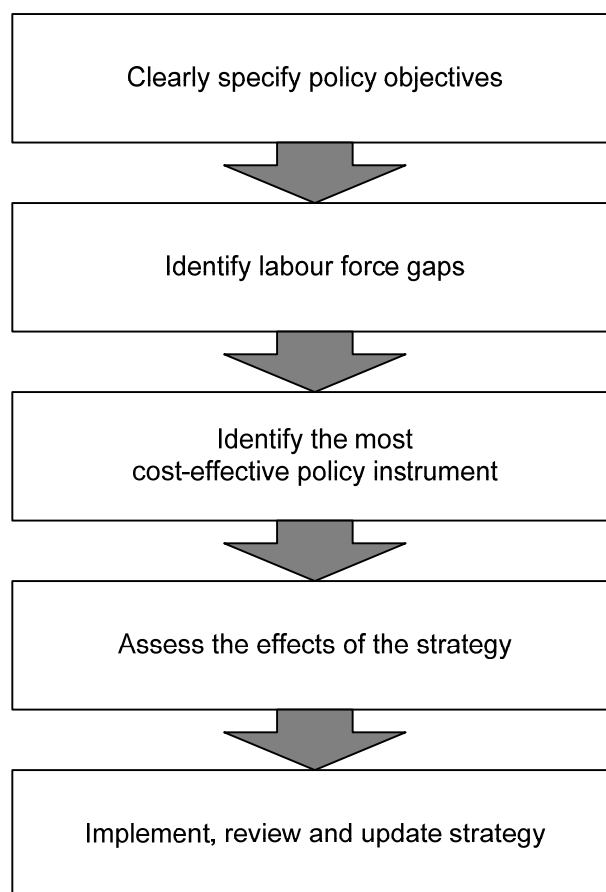 Clearly specify policy objectives
Identify labour force gaps
Identify the most
cost-effective policy instrument
Assess the effects of the strategy
Implement, review and update strategy